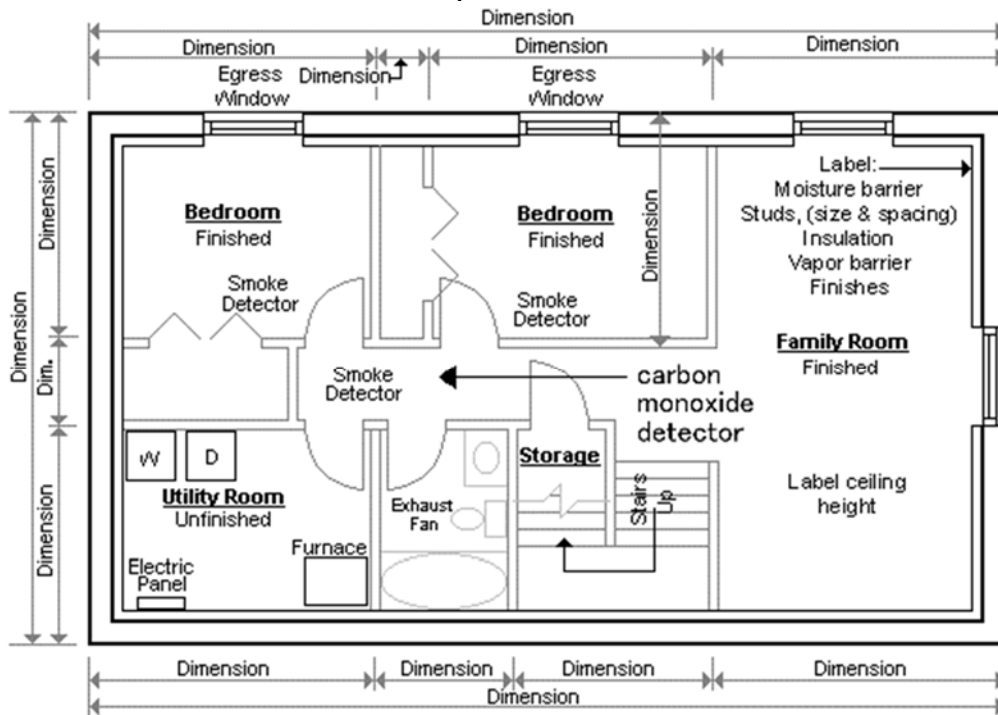 Dimension
Dimension
Dimension
Dimension
Dimension
Egress
Window
Egress
Window
Dimension
Dimension
Dim.
Dimension
Dimension
Bedroom
Finished
Smoke
Detector
Bedroom
Finished
Smoke
Detector
Label:
Moisture barrier
Studs, (size & spacing)
Insulation
Vapor barrier
Finishes
Family Room
Finished
Smoke
Detector
carbon
monoxide
detector
W
D
Utility Room
Unfinished
Electric
Panel
Furnace
Exhaust
Fan
Storage
Stairs
Up
Label ceiling
height
Dimension
Dimension
Dimension
Dimension
Dimension